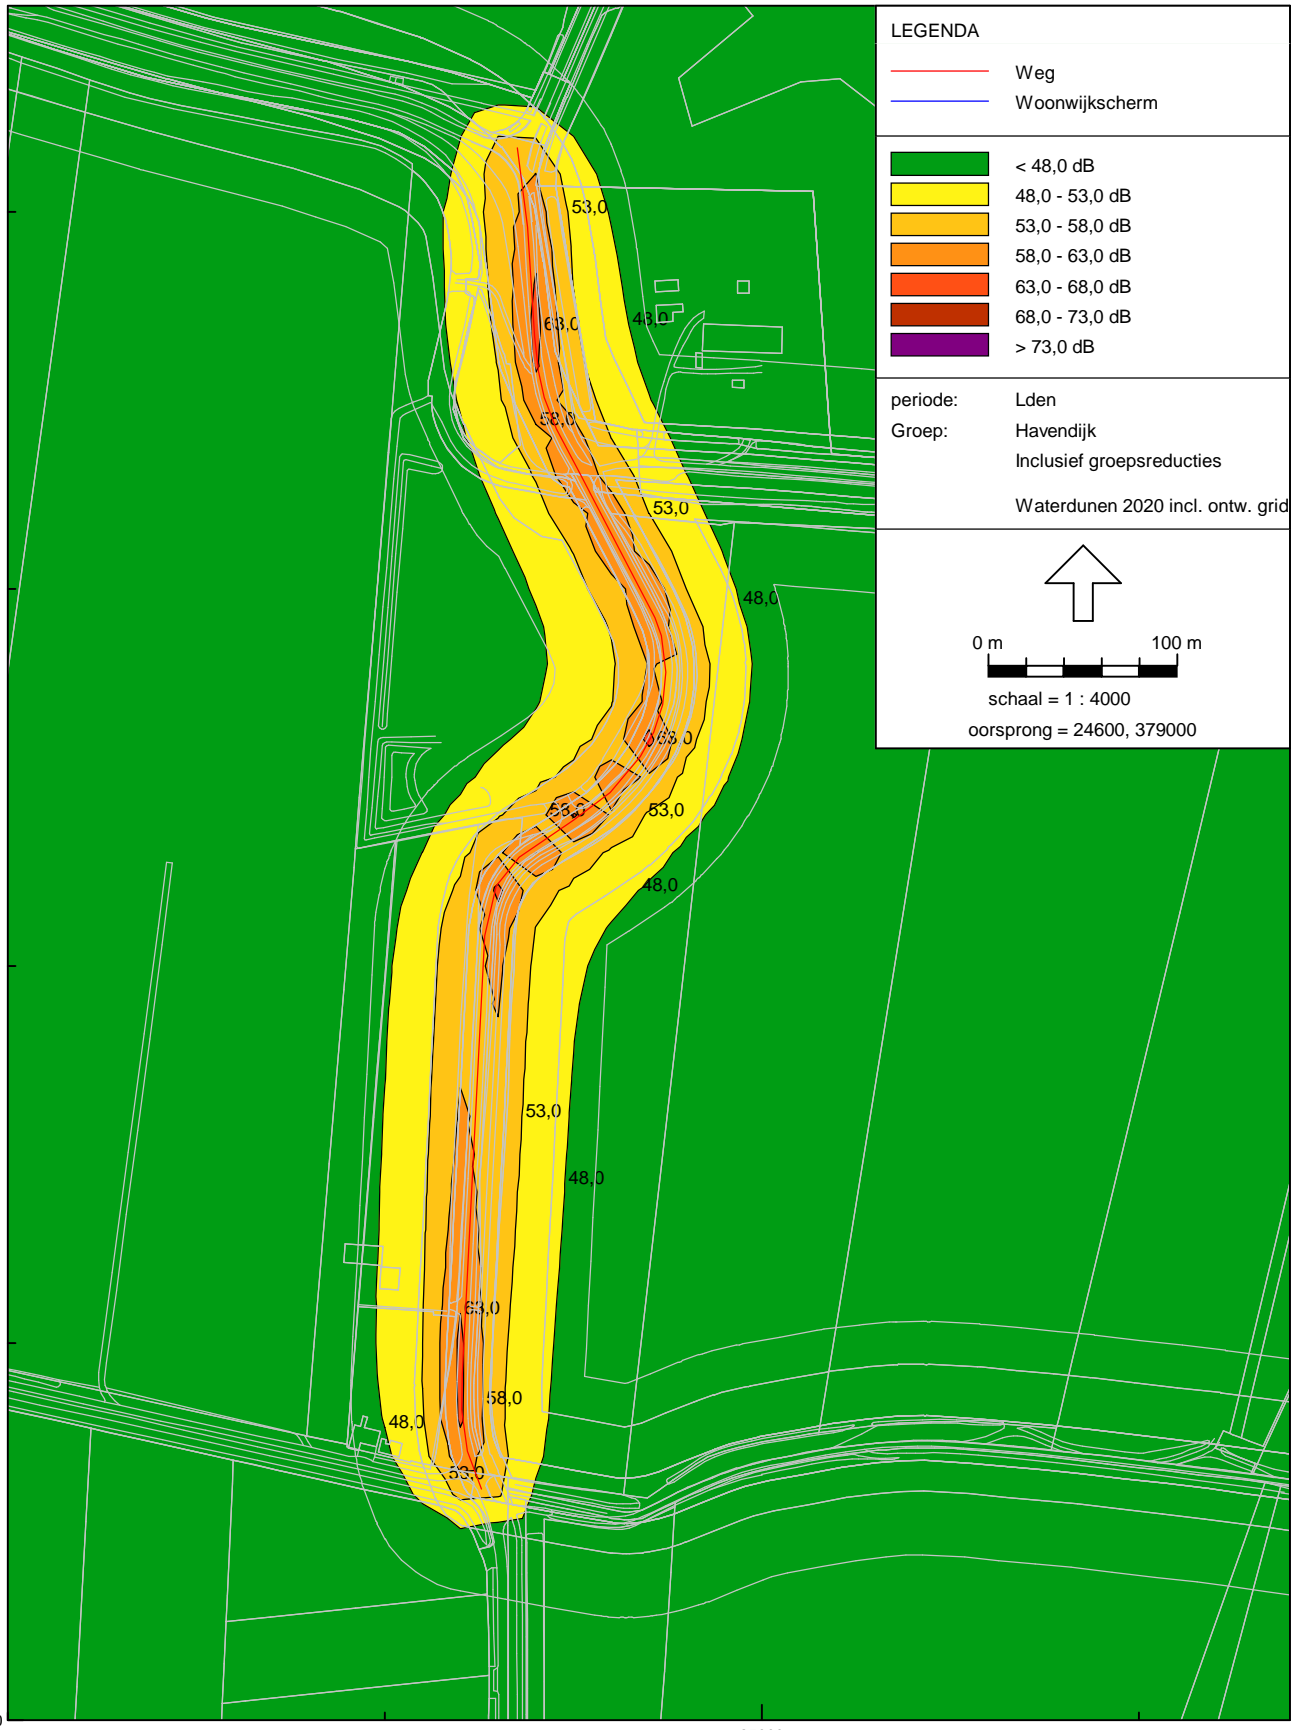 LEGENDA
Weg
Woonwijkscherm
< 48,0 dB
48,0 - 53,0 dB
53,0 - 58,0 dB
58,0 - 63,0 dB
63,0 - 68,0 dB
68,0 - 73,0 dB
> 73,0 dB
periode: Lden
Groep: Havendijk
Inclusief groepsreducties
Waterdunen 2020 incl. ontw. grid
0 m 100 m
schaal = 1 : 4000
oorsprong = 24600, 379000
53,0
63,0
48,0
58,0
53,0
48,0
63,0
58,0
53,0
48,0
53,0
48,0
63,0
58,0
48,0
53,0